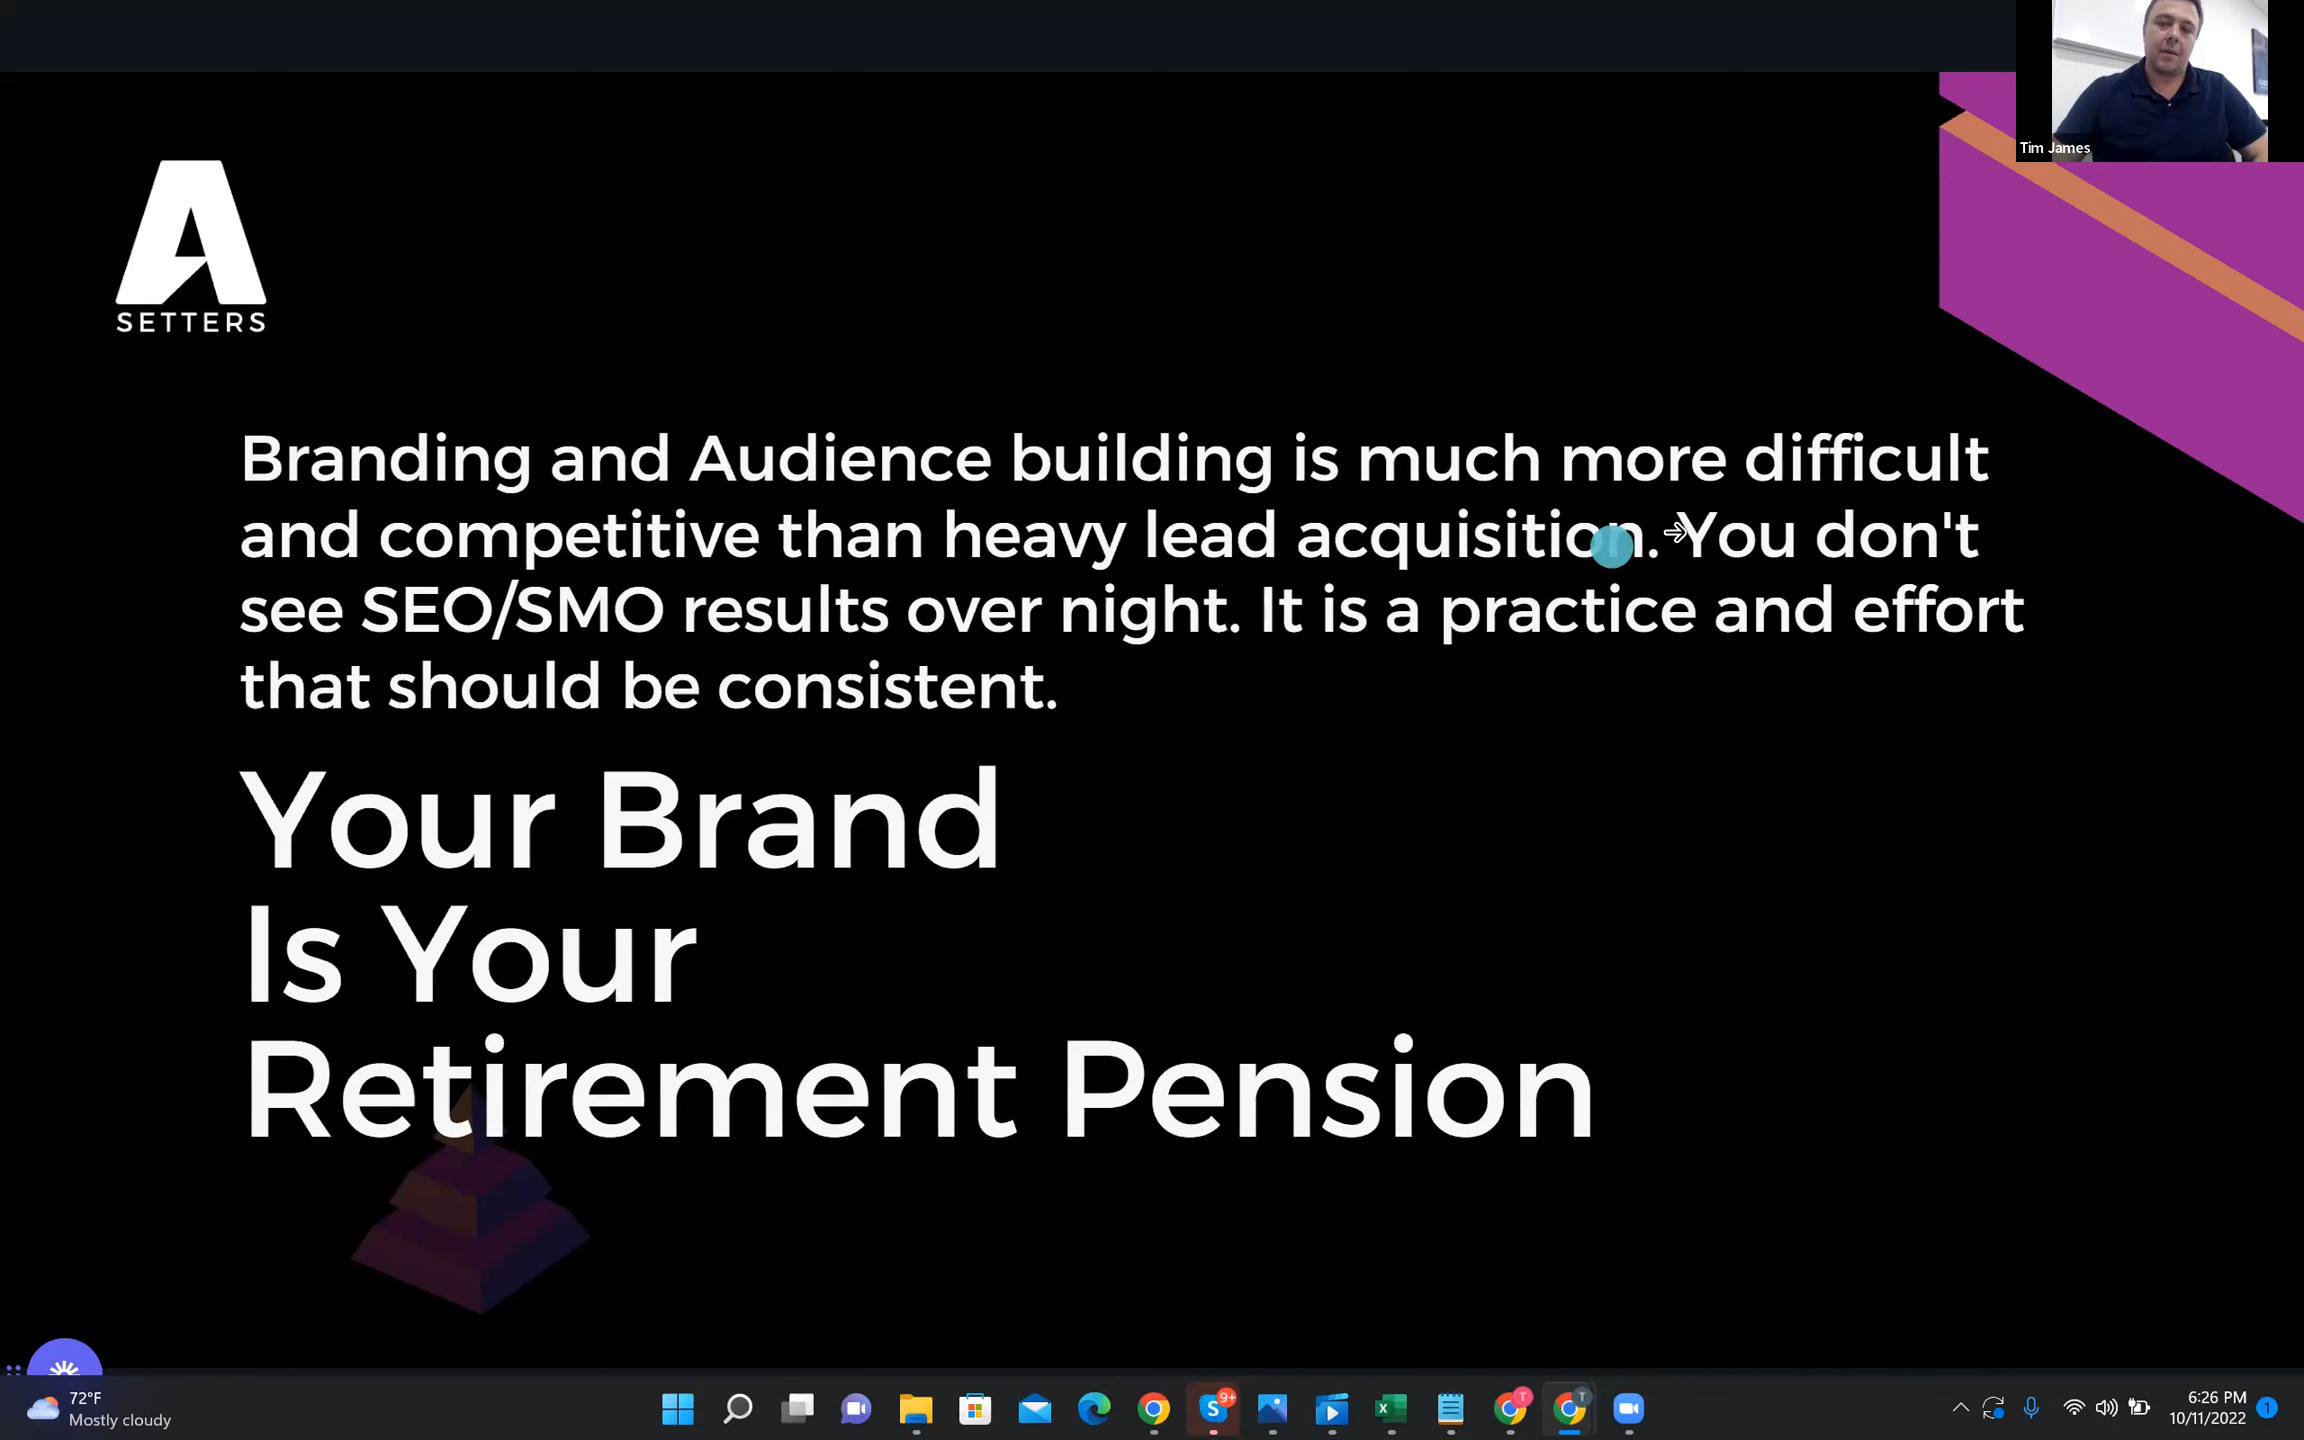 Tim James
SETTERS
Branding and Audience building is much more difficult
and competitive than heavy lead acquisition. You don't
see SEO/SMO results over night. It is a practice and effort
that should be consistent.
Your Brand
Is Your
Retirement Pension
72°F
Mostly cloudy
9+
T
T
6:26 PM
10/11/2022
1